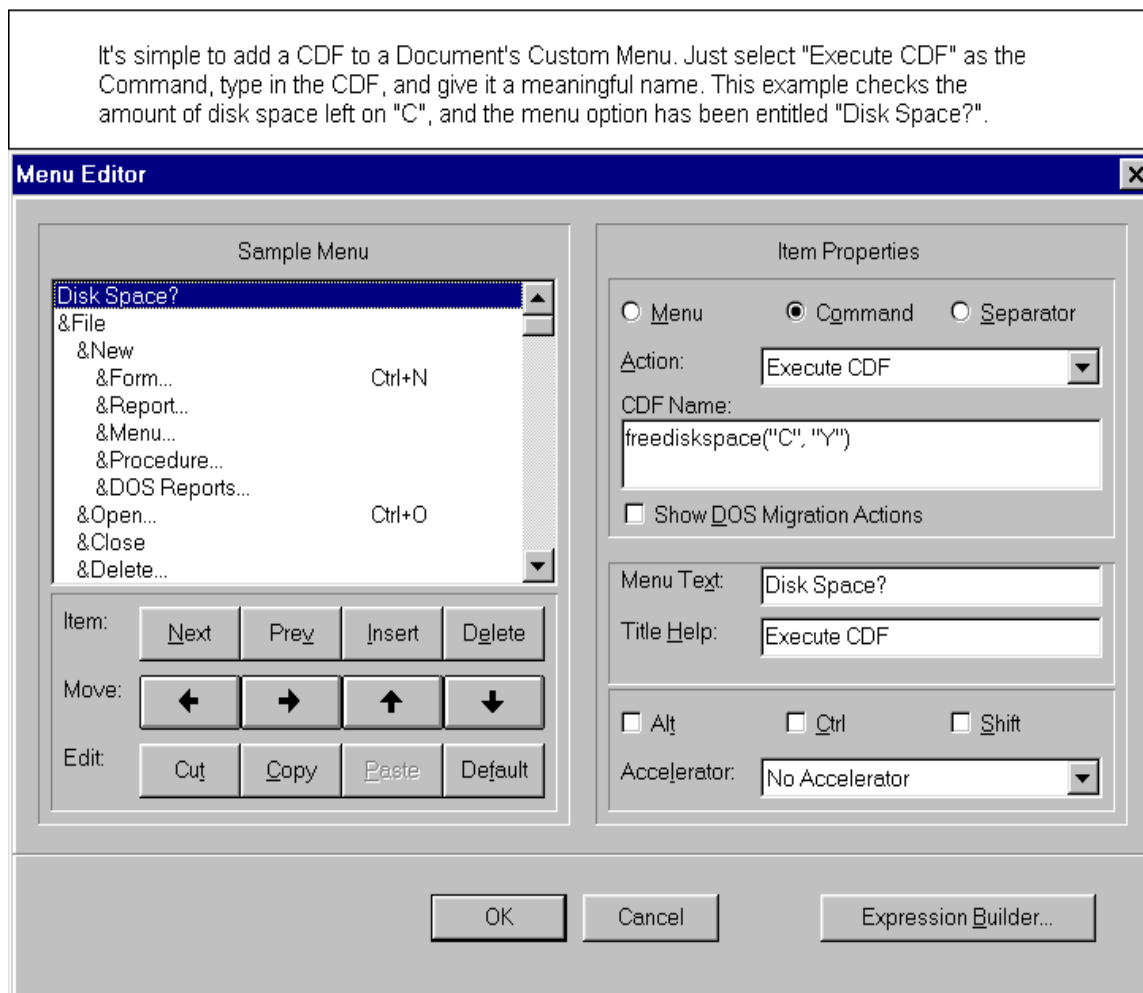 It's simple to add a CDF to a Document's Custom Menu. Just select "Execute CDF" as the
Command, type in the CDF, and give it a meaningful name. This example checks the
amount of disk space left on "C", and the menu option has been entitled "Disk Space?".
Menu Editor
Sample Menu
Disk Space?
&File
&New
&Form... Ctrl+N
&Report...
&Menu...
&Procedure...
&DOS Reports...
&Open... Ctrl+O
&Close
&Delete...
Item: Next Prev Insert Delete
Move:
Edit: Cut Copy Paste Default
Item Properties
Menu Command Separator
Action: Execute CDF
CDF Name:
freediskspace("C", "Y")
Show DOS Migration Actions
Menu Text: Disk Space?
Title Help: Execute CDF
Alt Ctrl Shift
Accelerator: No Accelerator
OK Cancel Expression Builder...